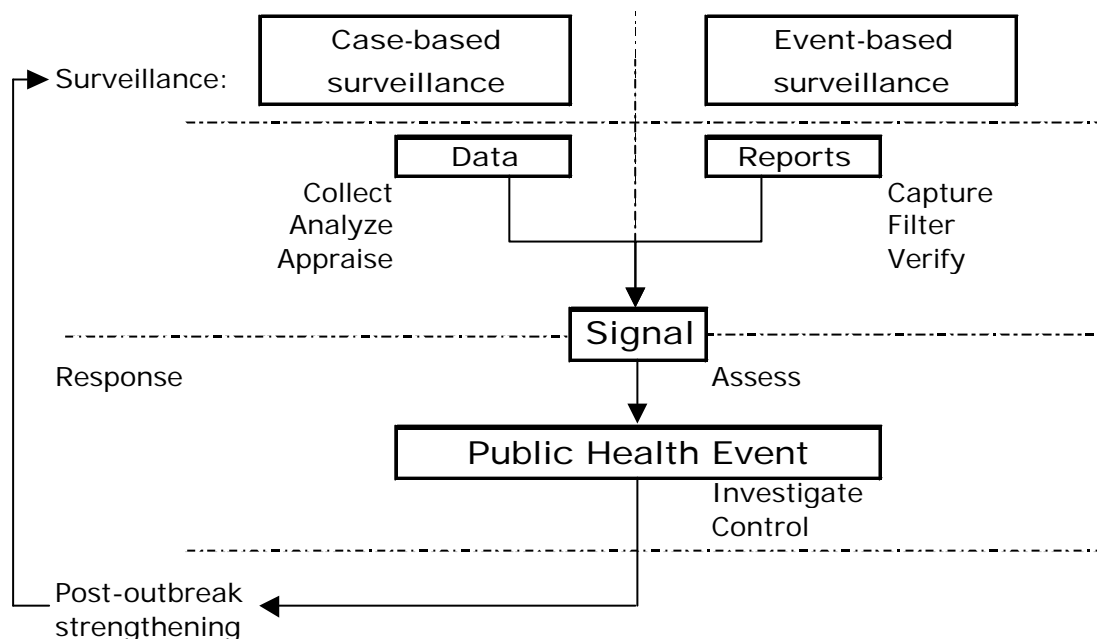 Case-based
surveillance
Event-based
surveillance
Surveillance:
Data
Reports
Collect
Analyze
Appraise
Capture
Filter
Verify
Signal
Response
Assess
Public Health Event
Investigate
Control
Post-outbreak
strengthening